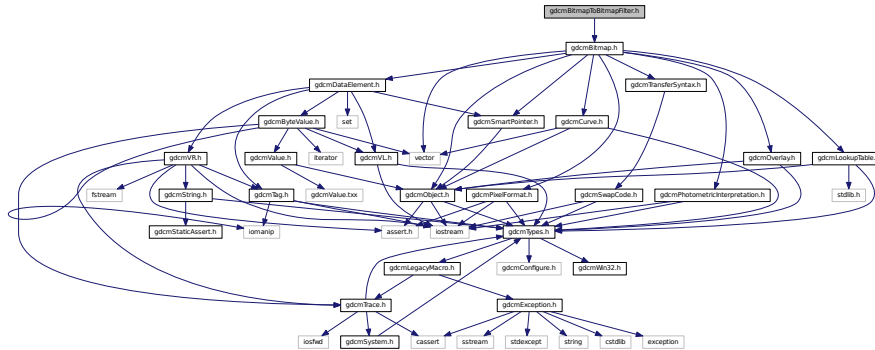 gdcmBitmapToBitmapFilter.h
gdcmBitmap.h
gdcmDataElement.h
gdcmTransferSyntax.h
gdcmByteValue.h
set
gdcmSmartPointer.h
gdcmCurve.h
gdcmVR.h
gdcmValue.h
iterator
gdcmVL.h
vector
gdcmOverlay.h
gdcmLookupTable.h
fstream
gdcmString.h
gdcmTag.h
gdcmValue.txx
gdcmObject.h
gdcmPixelFormat.h
gdcmSwapCode.h
gdcmPhotometricInterpretation.h
stdlib.h
gdcmStaticAssert.h
iomanip
assert.h
iostream
gdcmTypes.h
gdcmLegacyMacro.h
gdcmConfigure.h
gdcmWin32.h
gdcmTrace.h
gdcmException.h
iosfwd
gdcmSystem.h
cassert
sstream
stdexcept
string
cstdlib
exception